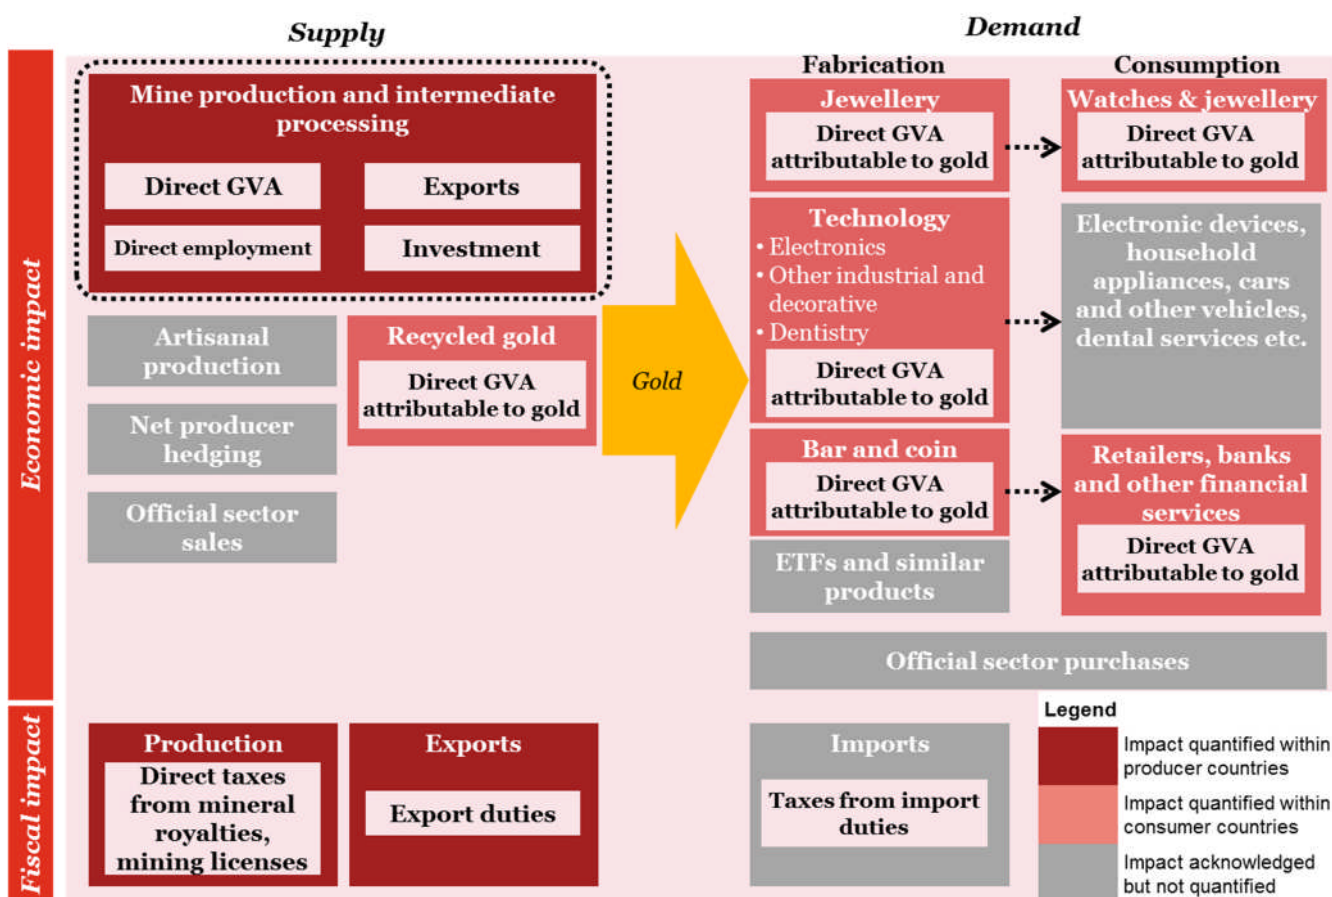 Supply
Demand
Economic impact
Mine production and intermediate
processing
Direct GVA
Exports
Direct employment
Investment
Artisanal
production
Net producer
hedging
Official sector
sales
Recycled gold
Direct GVA
attributable to gold
Gold
Fabrication
Jewellery
Direct GVA
attributable to gold
Technology
• Electronics
• Other industrial and
decorative
• Dentistry
Direct GVA
attributable to gold
Bar and coin
Direct GVA
attributable to gold
ETFs and similar
products
Consumption
Watches & jewellery
Direct GVA
attributable to gold
Electronic devices,
household
appliances, cars
and other vehicles,
dental services etc.
Retailers, banks
and other financial
services
Direct GVA
attributable to gold
Official sector purchases
Fiscal impact
Production
Direct taxes
from mineral
royalties,
mining licenses
Exports
Export duties
Imports
Taxes from import
duties
Legend
Impact quantified within
producer countries
Impact quantified within
consumer countries
Impact acknowledged
but not quantified